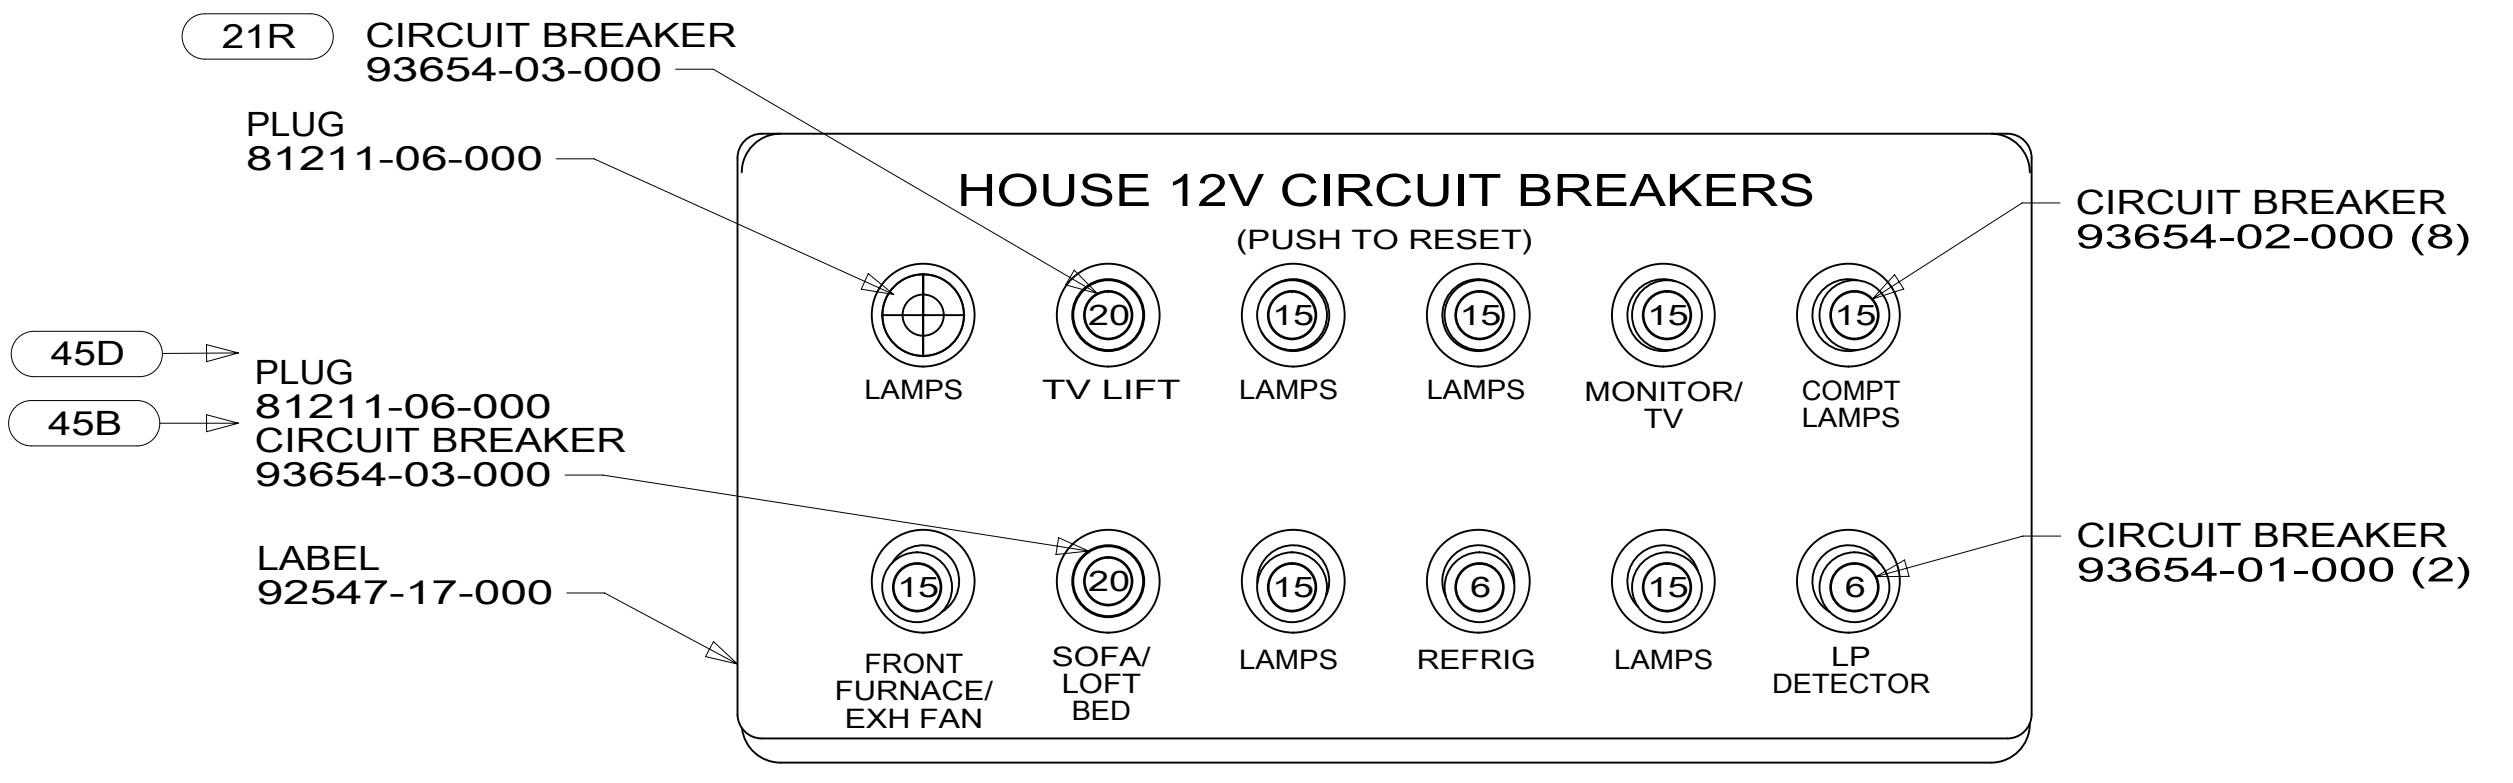 21R
CIRCUIT BREAKER
93654-03-000
PLUG
81211-06-000
HOUSE 12V CIRCUIT BREAKERS
(PUSH TO RESET)
CIRCUIT BREAKER
93654-02-000 (8)
20
15
15
15
15
LAMPS
TV LIFT
LAMPS
LAMPS
MONITOR/
TV
COMPT
LAMPS
45D
PLUG
81211-06-000
45B
CIRCUIT BREAKER
93654-03-000
LABEL
92547-17-000
CIRCUIT BREAKER
93654-01-000 (2)
15
20
15
6
15
6
FRONT
FURNACE/
EXH FAN
SOFA/
LOFT
BED
LAMPS
REFRIG
LAMPS
LP
DETECTOR